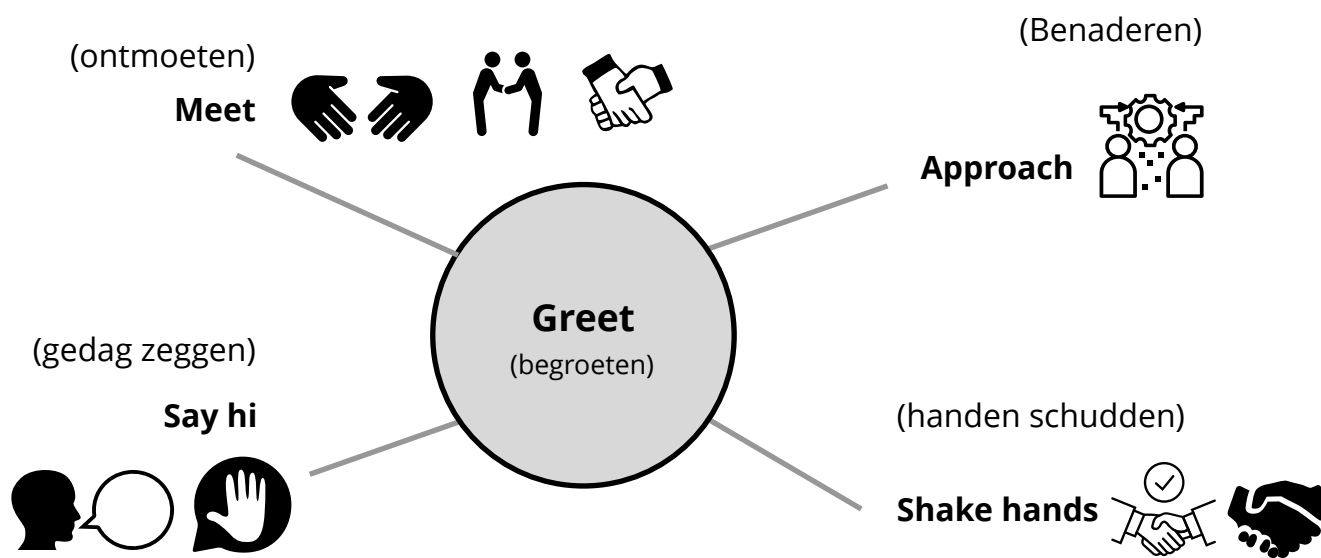 (ontmoeten)
Meet
(Benaderen)
Approach
Greet
(begroeten)
(gedag zeggen)
Say hi
(handen schudden)
Shake hands